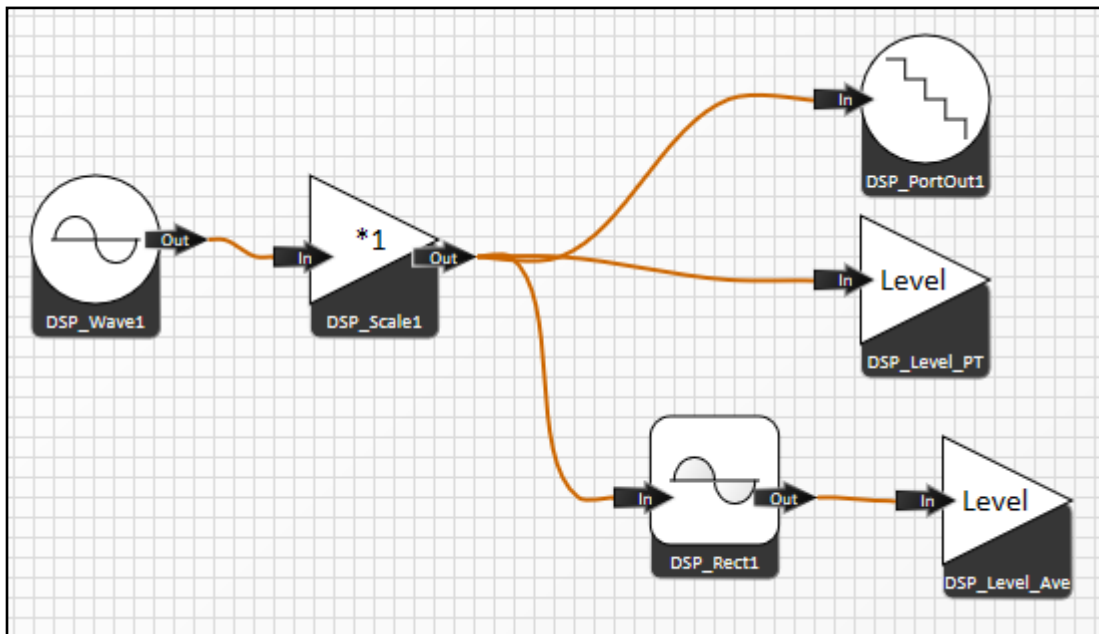 In
DSP_PortOut1
Out
DSP_Wave1
In
*1
Out
DSP_Scale1
In
Level
DSP_Level_PT
In
Out
DSP_Rect1
In
Level
DSP_Level_Ave